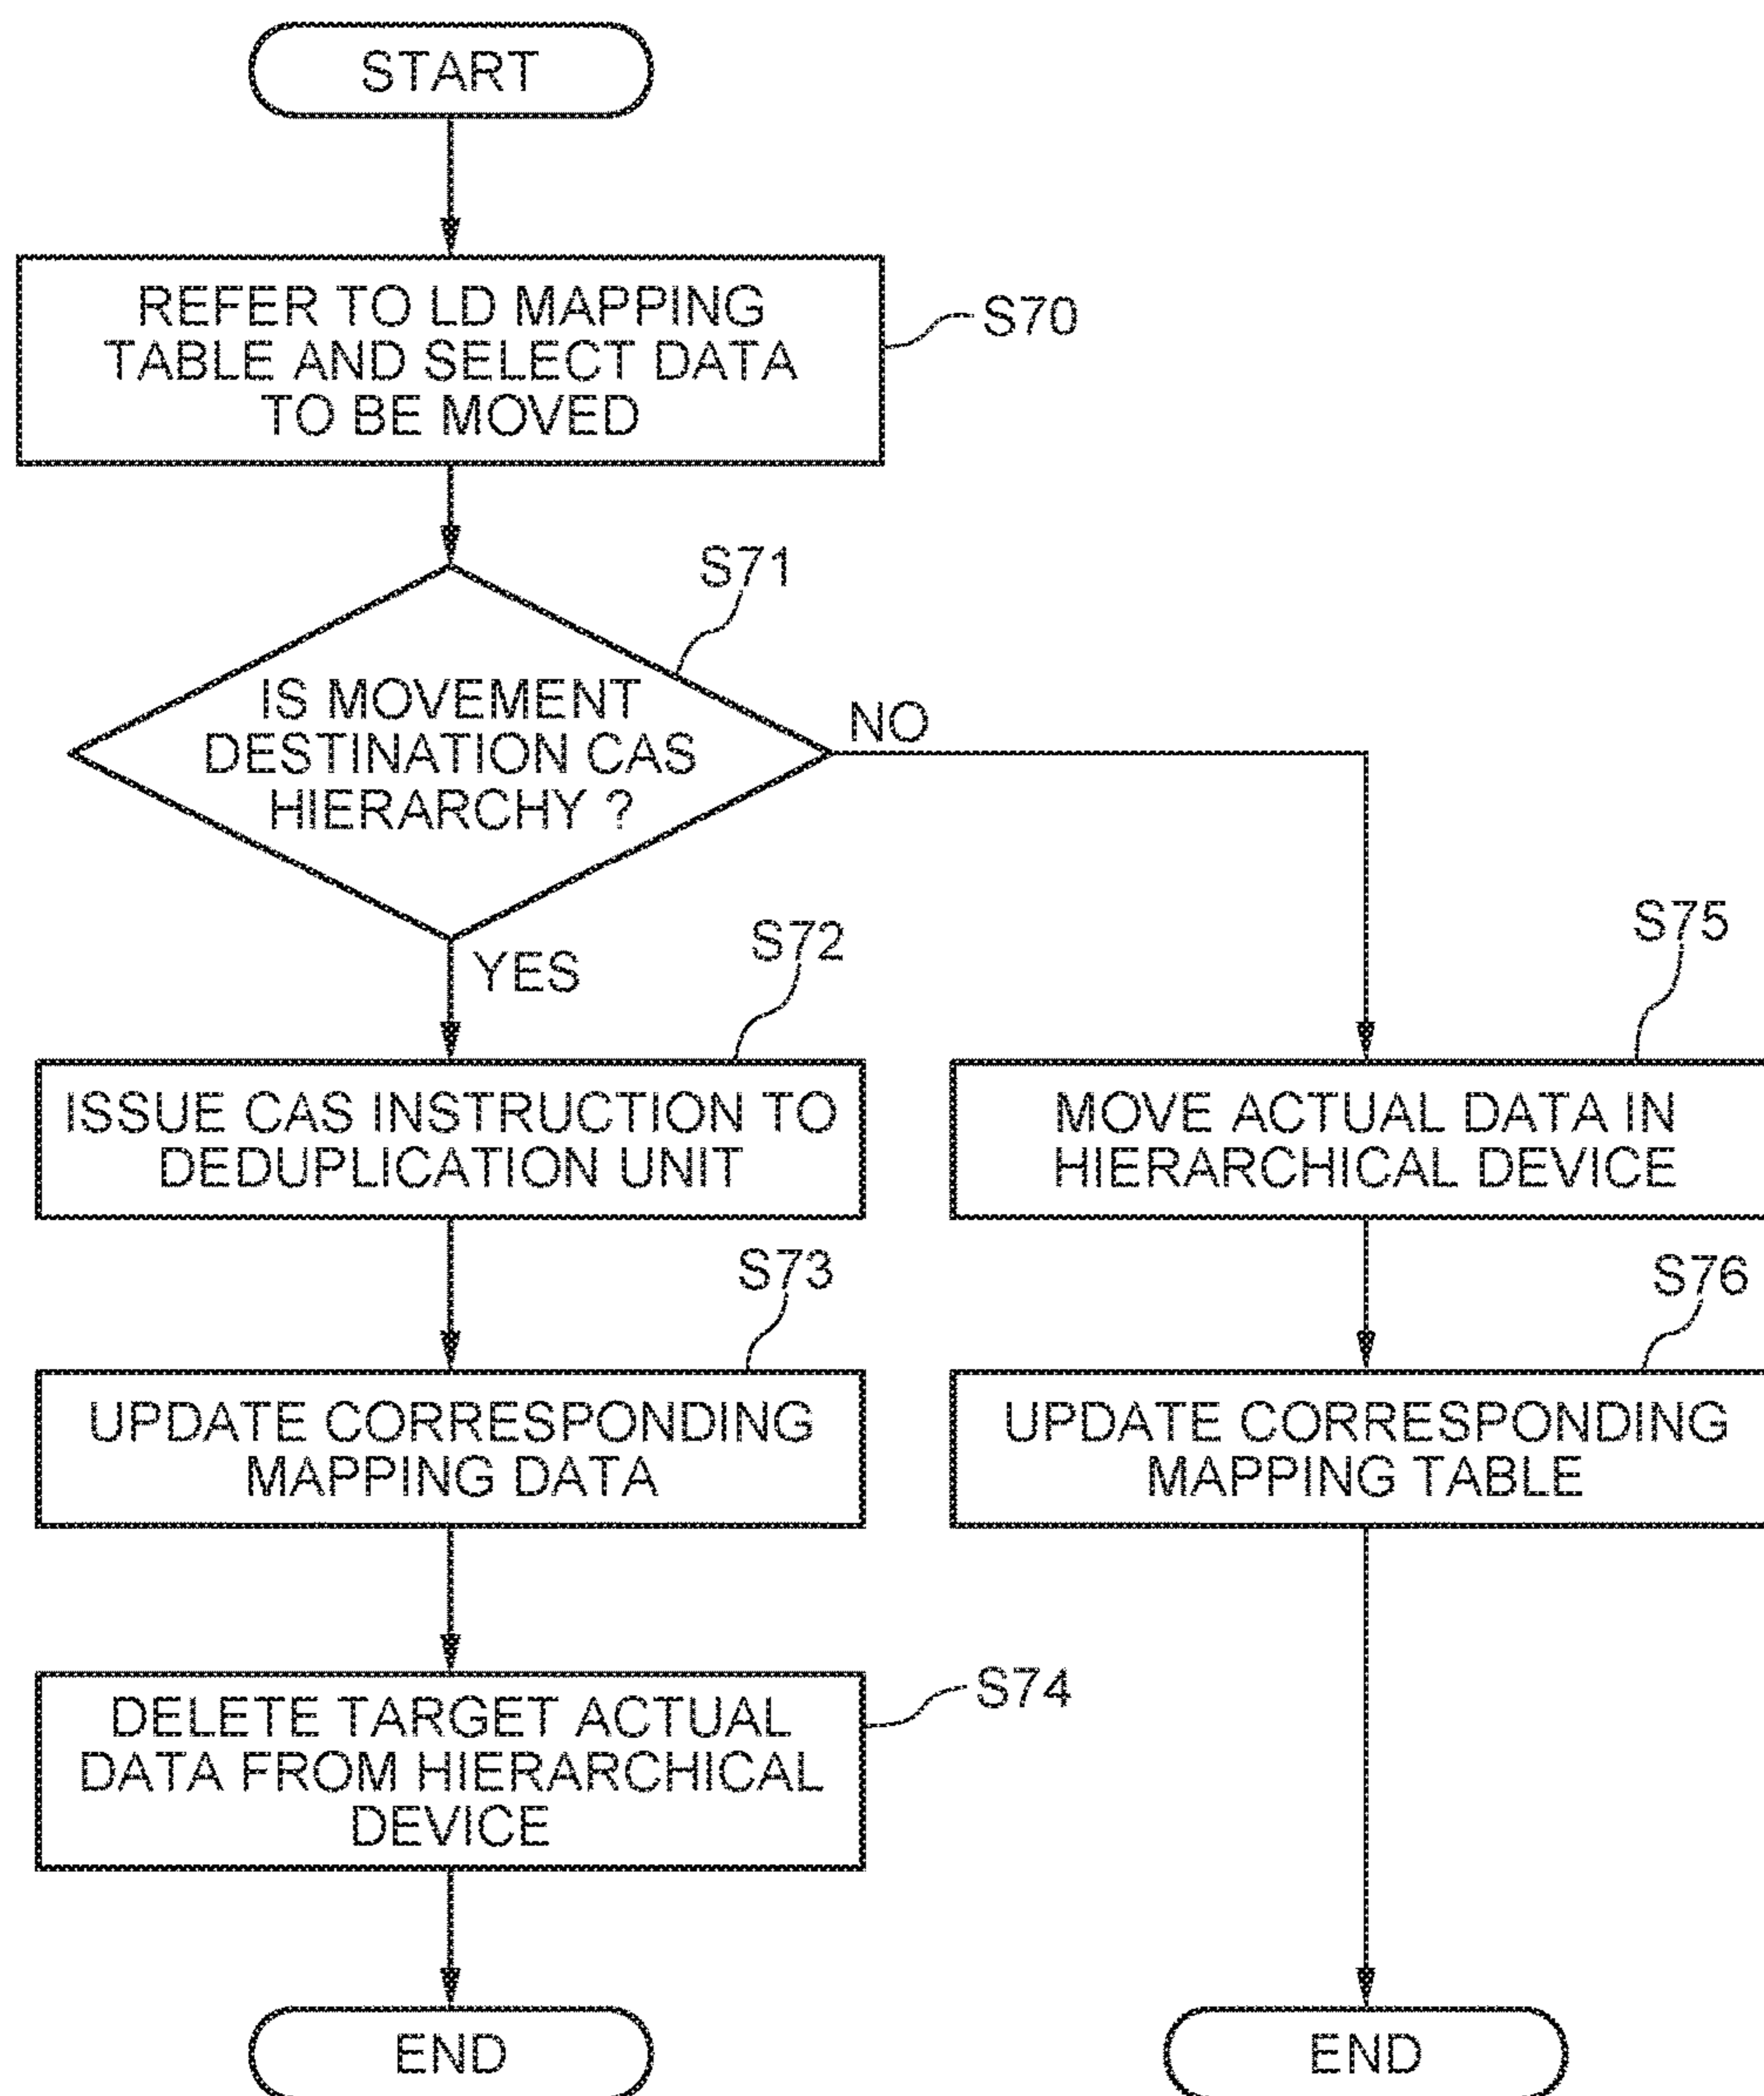 START
REFER TO LD MAPPING
TABLE AND SELECT DATA
TO BE MOVED
S70
S71
IS MOVEMENT
DESTINATION CAS
HIERARCHY ?
NO
YES
S72
ISSUE CAS INSTRUCTION TO
DEDUPLICATION UNIT
S73
UPDATE CORRESPONDING
MAPPING DATA
DELETE TARGET ACTUAL
DATA FROM HIERARCHICAL
DEVICE
S74
END
S75
MOVE ACTUAL DATA IN
HIERARCHICAL DEVICE
S76
UPDATE CORRESPONDING
MAPPING TABLE
END